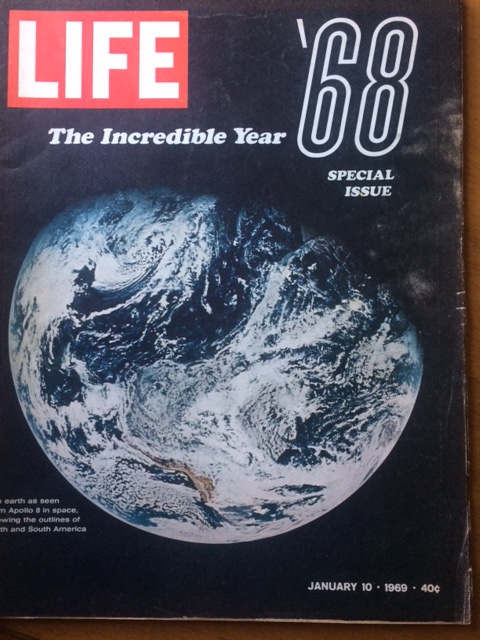 LIFE
'68
The Incredible Year
SPECIAL
ISSUE
earth as seen
Apollo 8 in space,
the outlines of
and South America
JANUARY 10 · 1969 · 40¢